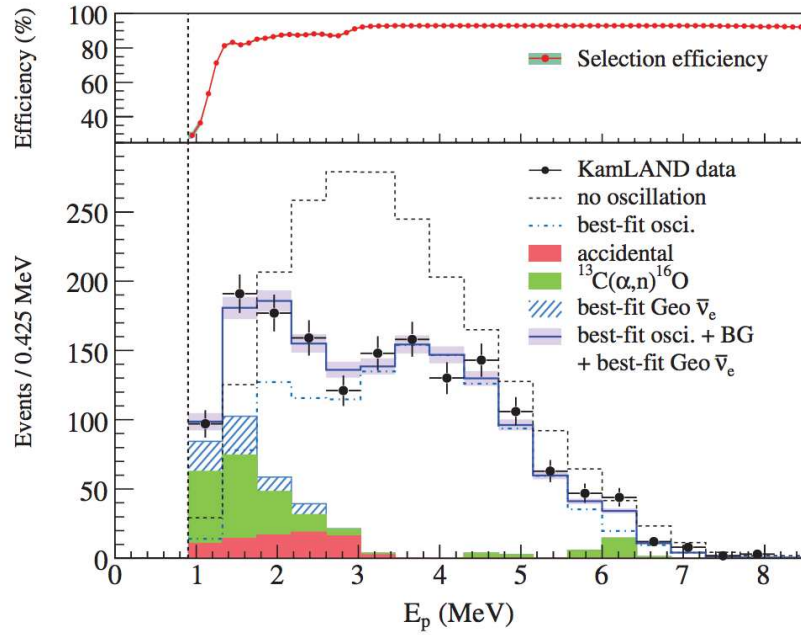 Efficiency (%)
100
80
60
40
Selection efficiency
Events / 0.425 MeV
250
200
150
100
50
0
KamLAND data
no oscillation
best-fit osci.
accidental
¹³C(α,n)¹⁶O
best-fit Geo ν̅ₑ
best-fit osci. + BG
+ best-fit Geo ν̅ₑ
0 1 2 3 4 5 6 7 8
Eₚ (MeV)